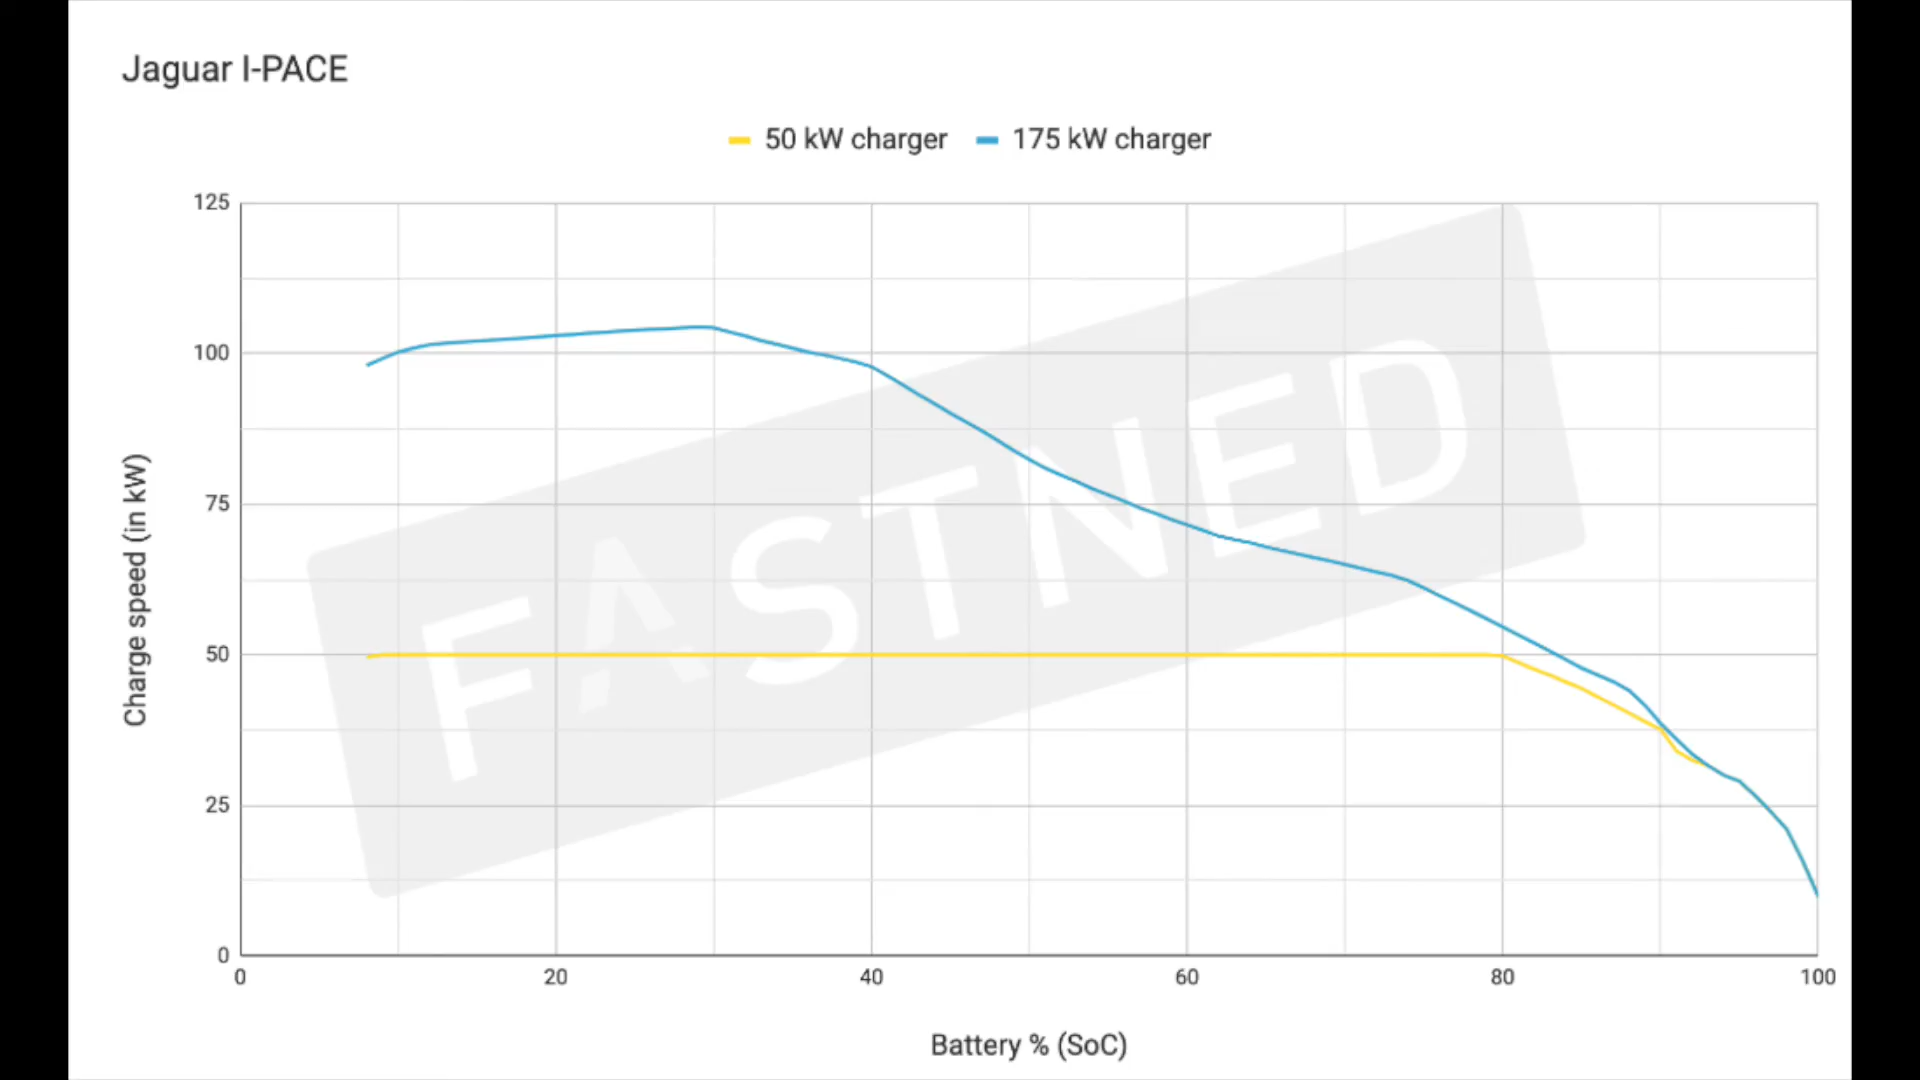 Jaguar I-PACE
50 kW charger 175 kW charger
125
100
75
50
25
0
Charge speed (in kW)
FASTNED
0 20 40 60 80 100
Battery % (SoC)